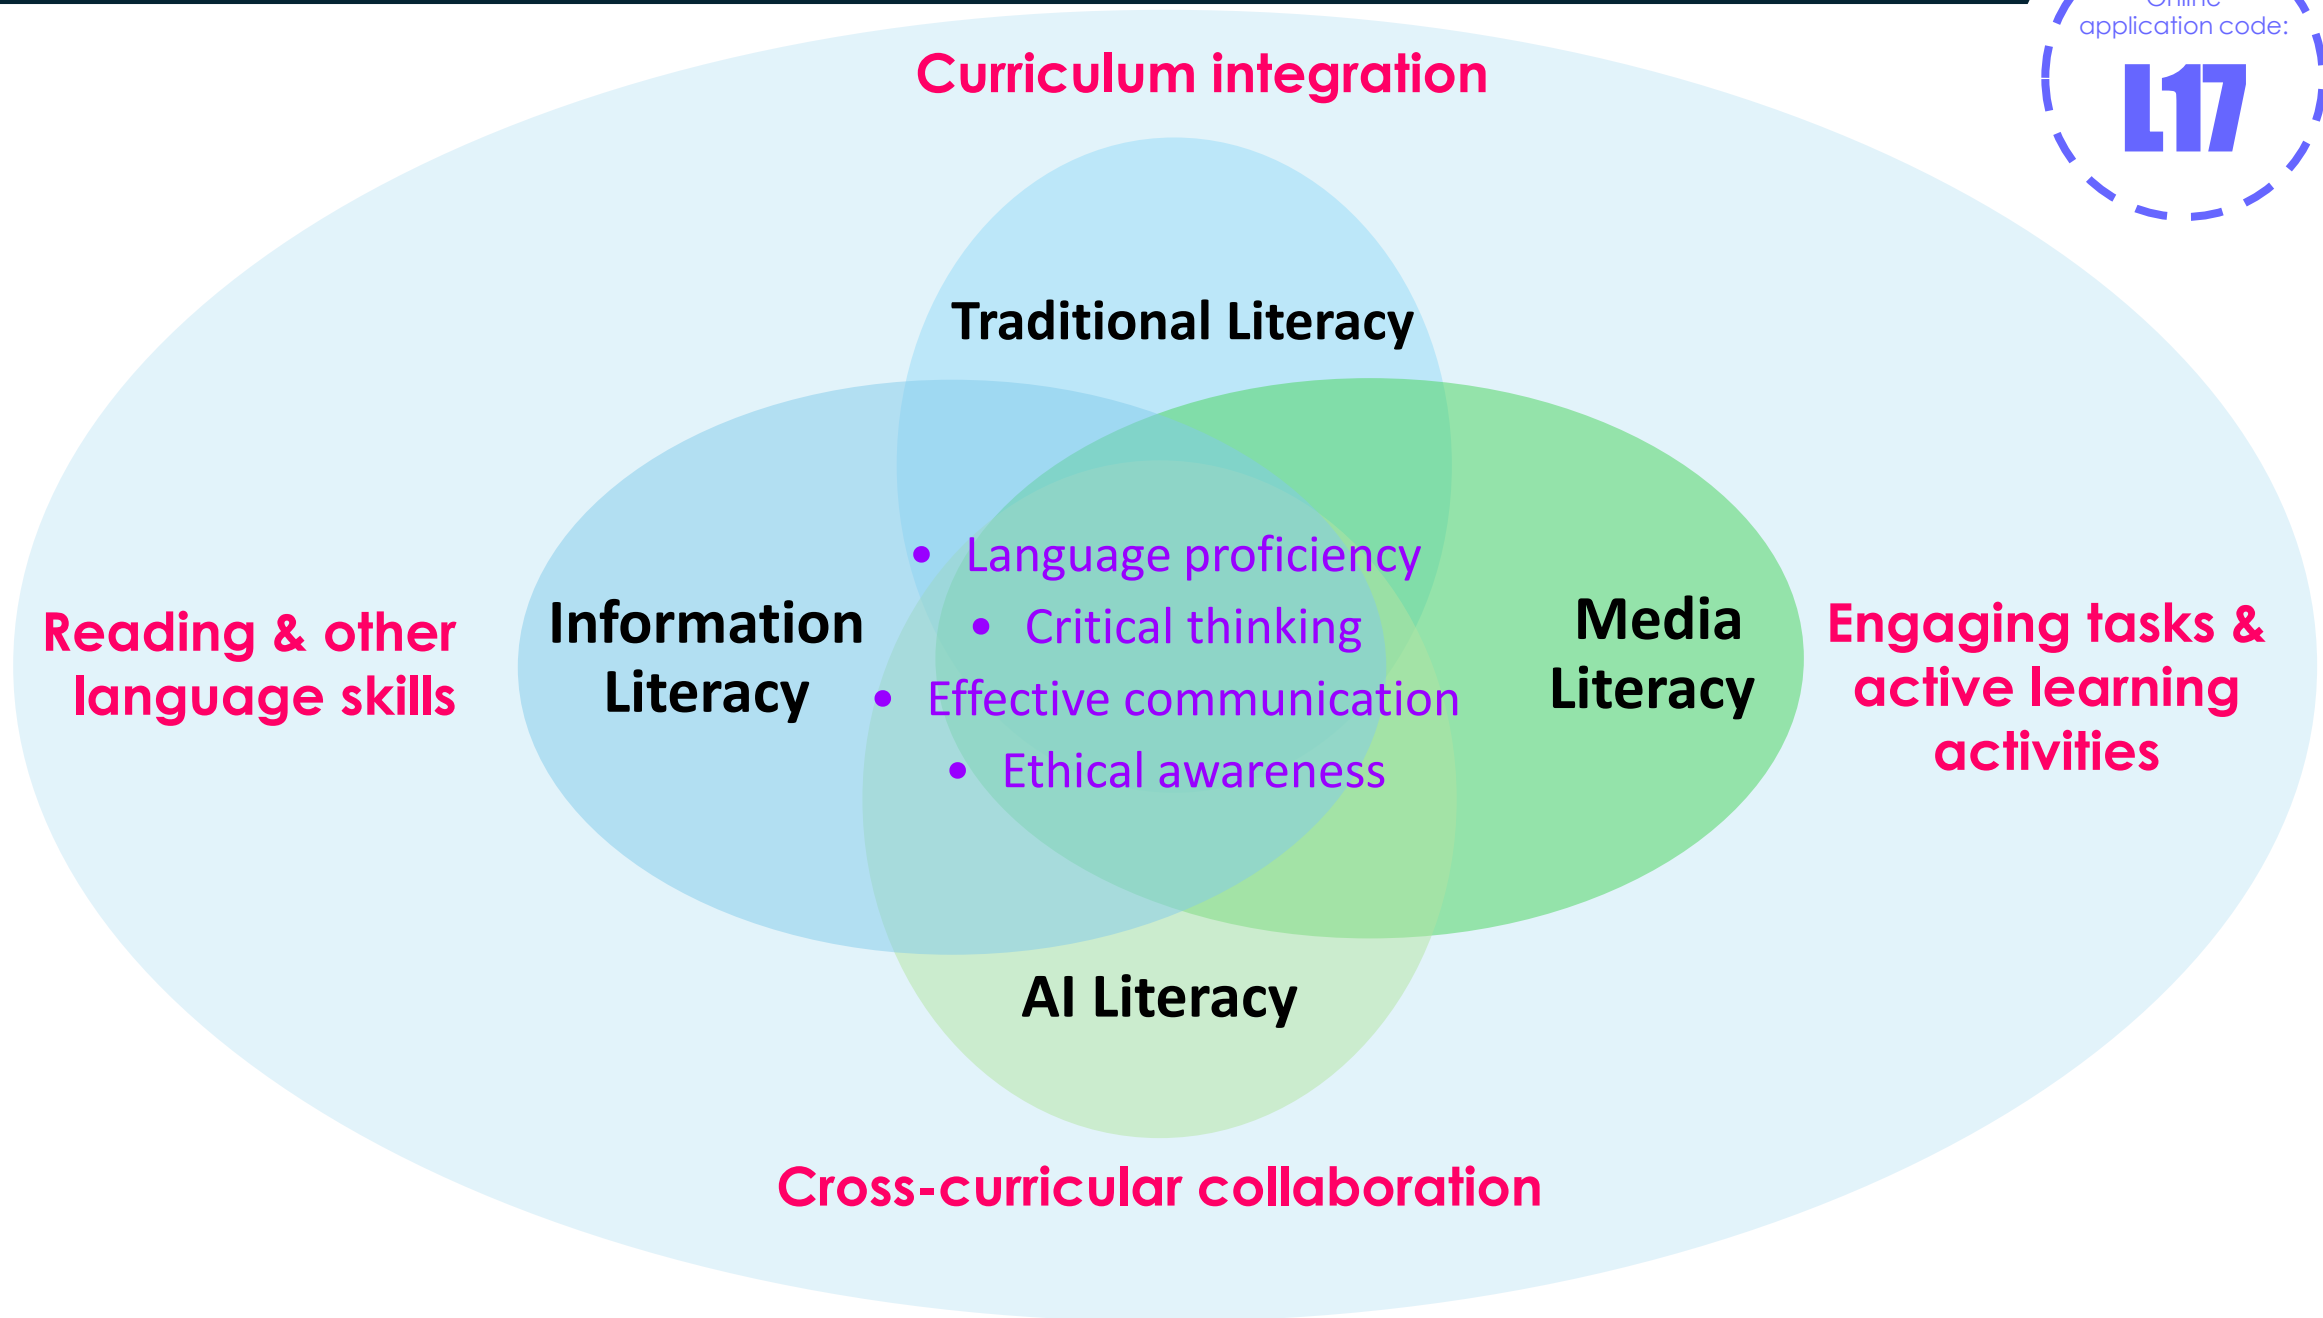 application code:
L17
Curriculum integration
Traditional Literacy
Reading & other
language skills
Information
Literacy
• Language proficiency
• Critical thinking
• Effective communication
• Ethical awareness
Media
Literacy
Engaging tasks &
active learning
activities
AI Literacy
Cross-curricular collaboration